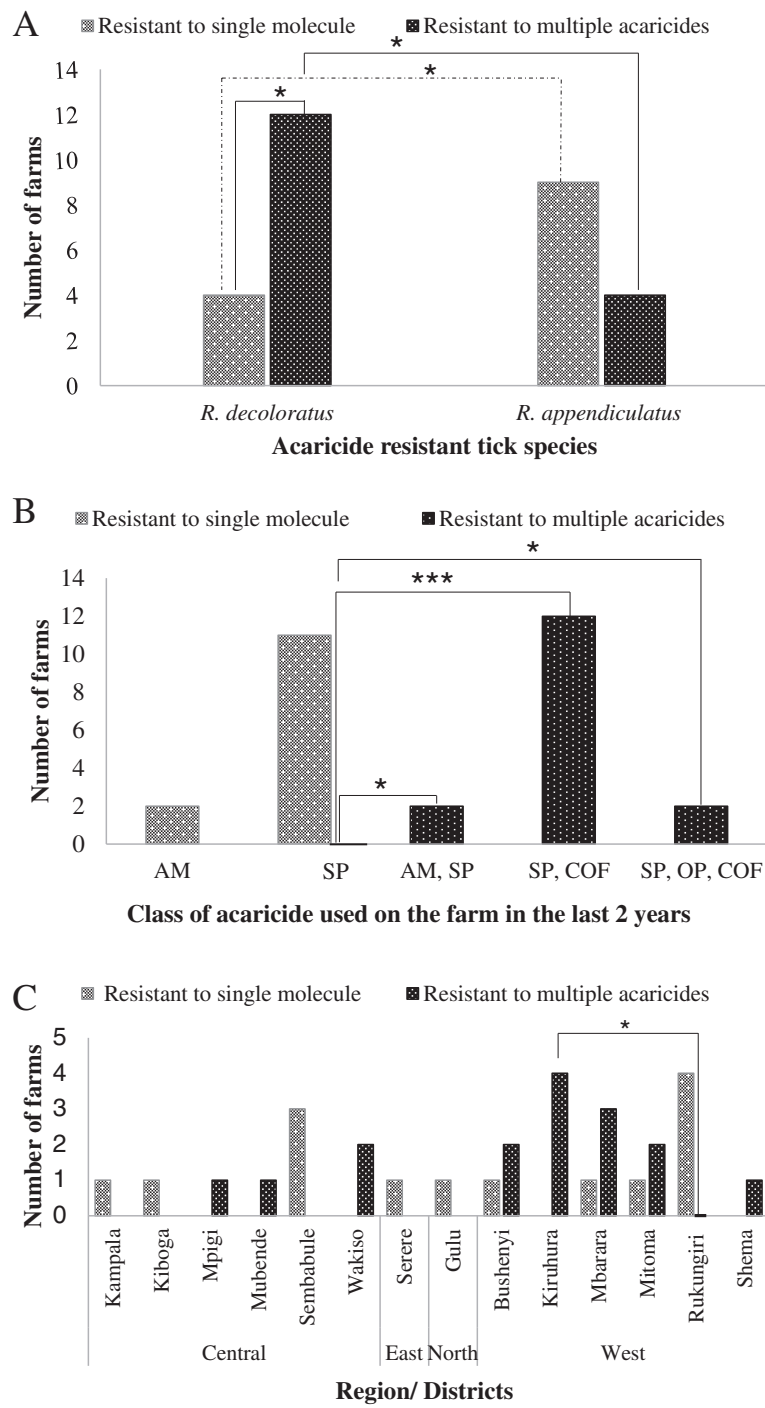 A
Resistant to single molecule
Resistant to multiple acaricides
*
*
*
14
12
10
8
6
4
2
0
Number of farms
R. decoloratus
R. appendiculatus
Acaricide resistant tick species
B
Resistant to single molecule
Resistant to multiple acaricides
*
***
*
14
12
10
8
6
4
2
0
Number of farms
AM
SP
AM, SP
SP, COF
SP, OP, COF
Class of acaricide used on the farm in the last 2 years
C
Resistant to single molecule
Resistant to multiple acaricides
*
5
4
3
2
1
0
Number of farms
Kampala
Kiboga
Mpigi
Mubende
Sembabule
Wakiso
Serere
Gulu
Bushenyi
Kiruhura
Mbarara
Mitoma
Rukungiri
Shema
Central
East
North
West
Region/ Districts